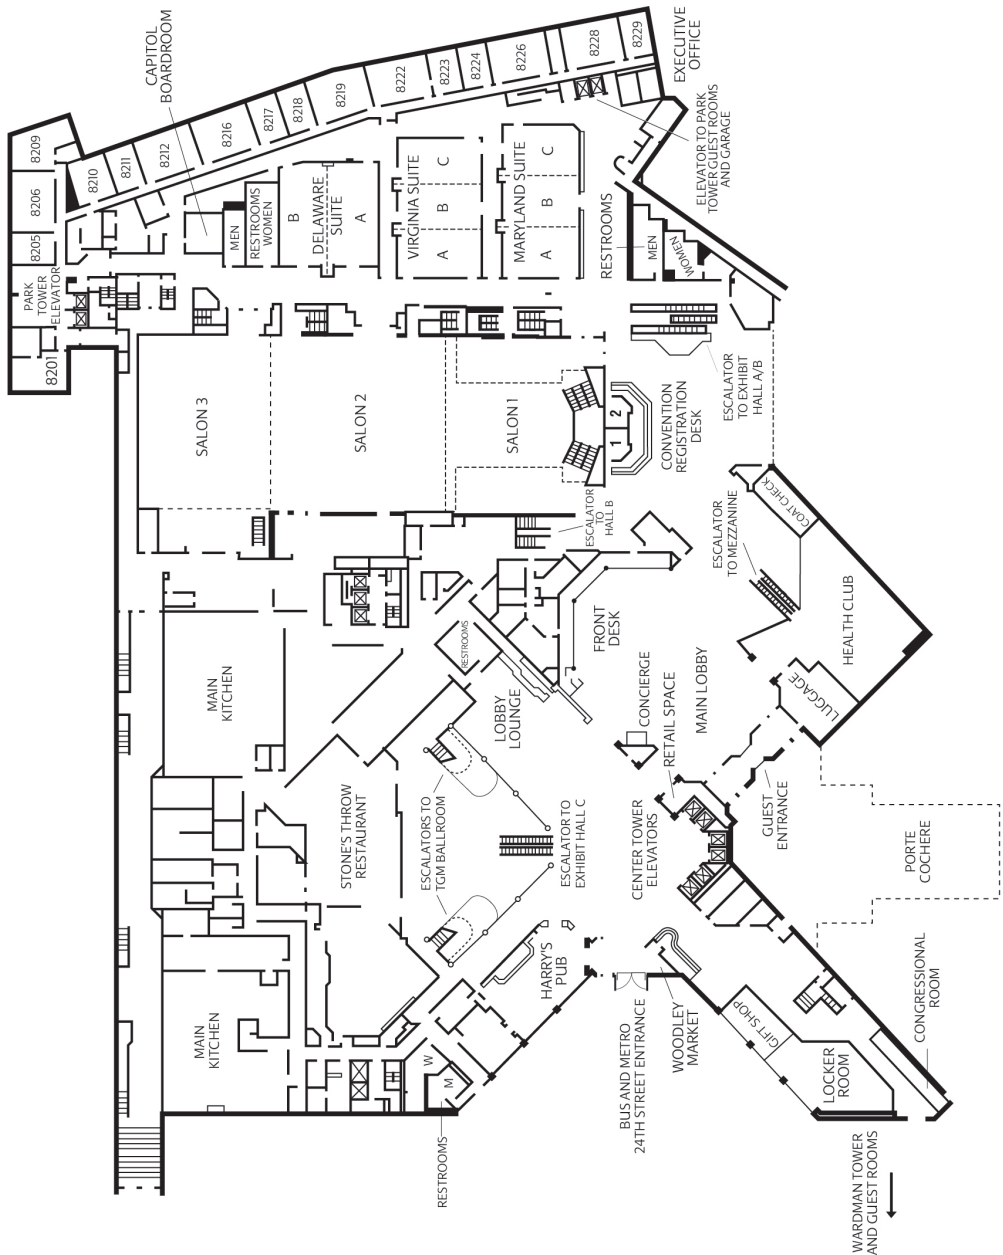 CAPITOL
BOARDROOM
8209
8206
8205
PARK
TOWER
ELEVATOR
8201
8210
8211
8212
8216
8217
8218
8219
8222
8223
8224
8226
8228
8229
EXECUTIVE
OFFICE
ELEVATOR TO PARK
TOWER GUEST ROOMS
AND GARAGE
MEN
RESTROOMS
WOMEN
B
DELAWARE
SUITE
A
VIRGINIA SUITE
A
B
C
MARYLAND SUITE
A
B
C
RESTROOMS
MEN
WOMEN
SALON 3
SALON 2
SALON 1
1
2
CONVENTION
REGISTRATION
DESK
ESCALATOR
TO EXHIBIT
HALL A/B
ESCALATOR
TO
HALL B
COAT CHECK
ESCALATOR
TO MEZZANINE
HEALTH CLUB
LUGGAGE
FRONT
DESK
MAIN LOBBY
CONCIERGE
RETAIL SPACE
RESTROOMS
LOBBY
LOUNGE
MAIN
KITCHEN
STONE'S THROW
RESTAURANT
ESCALATORS TO
TGM BALLROOM
ESCALATOR TO
EXHIBIT HALL C
CENTER TOWER
ELEVATORS
GUEST
ENTRANCE
PORTE
COCHERE
HARRY'S
PUB
MAIN
KITCHEN
W
M
RESTROOMS
BUS AND METRO
24TH STREET ENTRANCE
WOODLEY
MARKET
GIFT SHOP
LOCKER
ROOM
CONGRESSIONAL
ROOM
WARDMAN TOWER
AND GUEST ROOMS